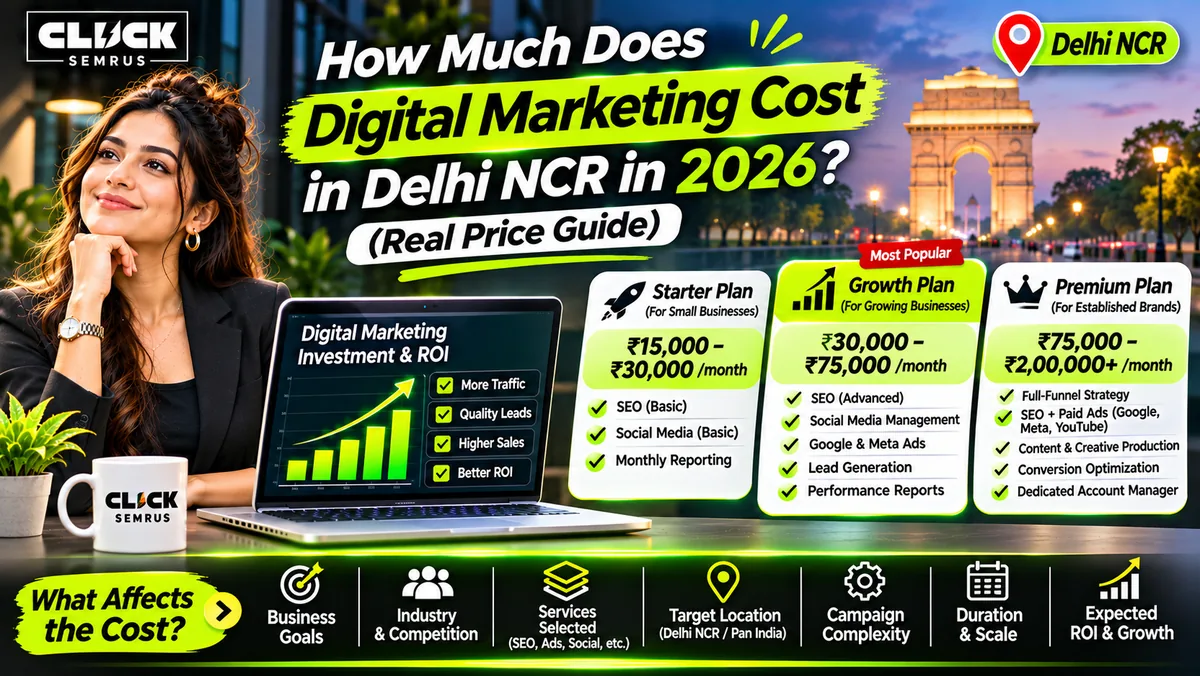 CLICK
SEMRUS
How Much Does
Digital Marketing Cost
in Delhi NCR in 2026?
(Real Price Guide)
Delhi NCR
Digital Marketing
Investment & ROI
More Traffic
Quality Leads
Higher Sales
Better ROI
CLICK
SEMRUS
Starter Plan
(For Small Businesses)
₹15,000 –
₹30,000 /month
SEO (Basic)
Social Media (Basic)
Monthly Reporting
Most Popular
Growth Plan
(For Growing Businesses)
₹30,000 –
₹75,000 /month
SEO (Advanced)
Social Media Management
Google & Meta Ads
Lead Generation
Performance Reports
Premium Plan
(For Established Brands)
₹75,000 –
₹2,00,000+ /month
Full-Funnel Strategy
SEO + Paid Ads (Google,
Meta, YouTube)
Content & Creative Production
Conversion Optimization
Dedicated Account Manager
What Affects
the Cost?
Business
Goals
Industry
& Competition
Services
Selected
(SEO, Ads, Social, etc.)
Target Location
(Delhi NCR / Pan India)
Campaign
Complexity
Duration
& Scale
Expected
ROI & Growth